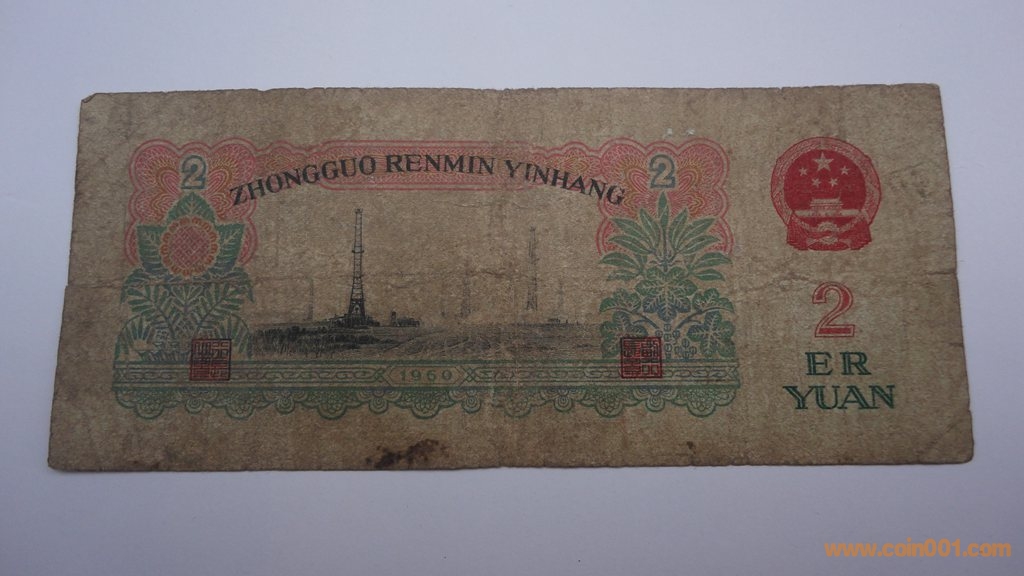 2
2
ZHONGGUO RENMIN YINHANG
2
ER
YUAN
1960
www.coin001.com